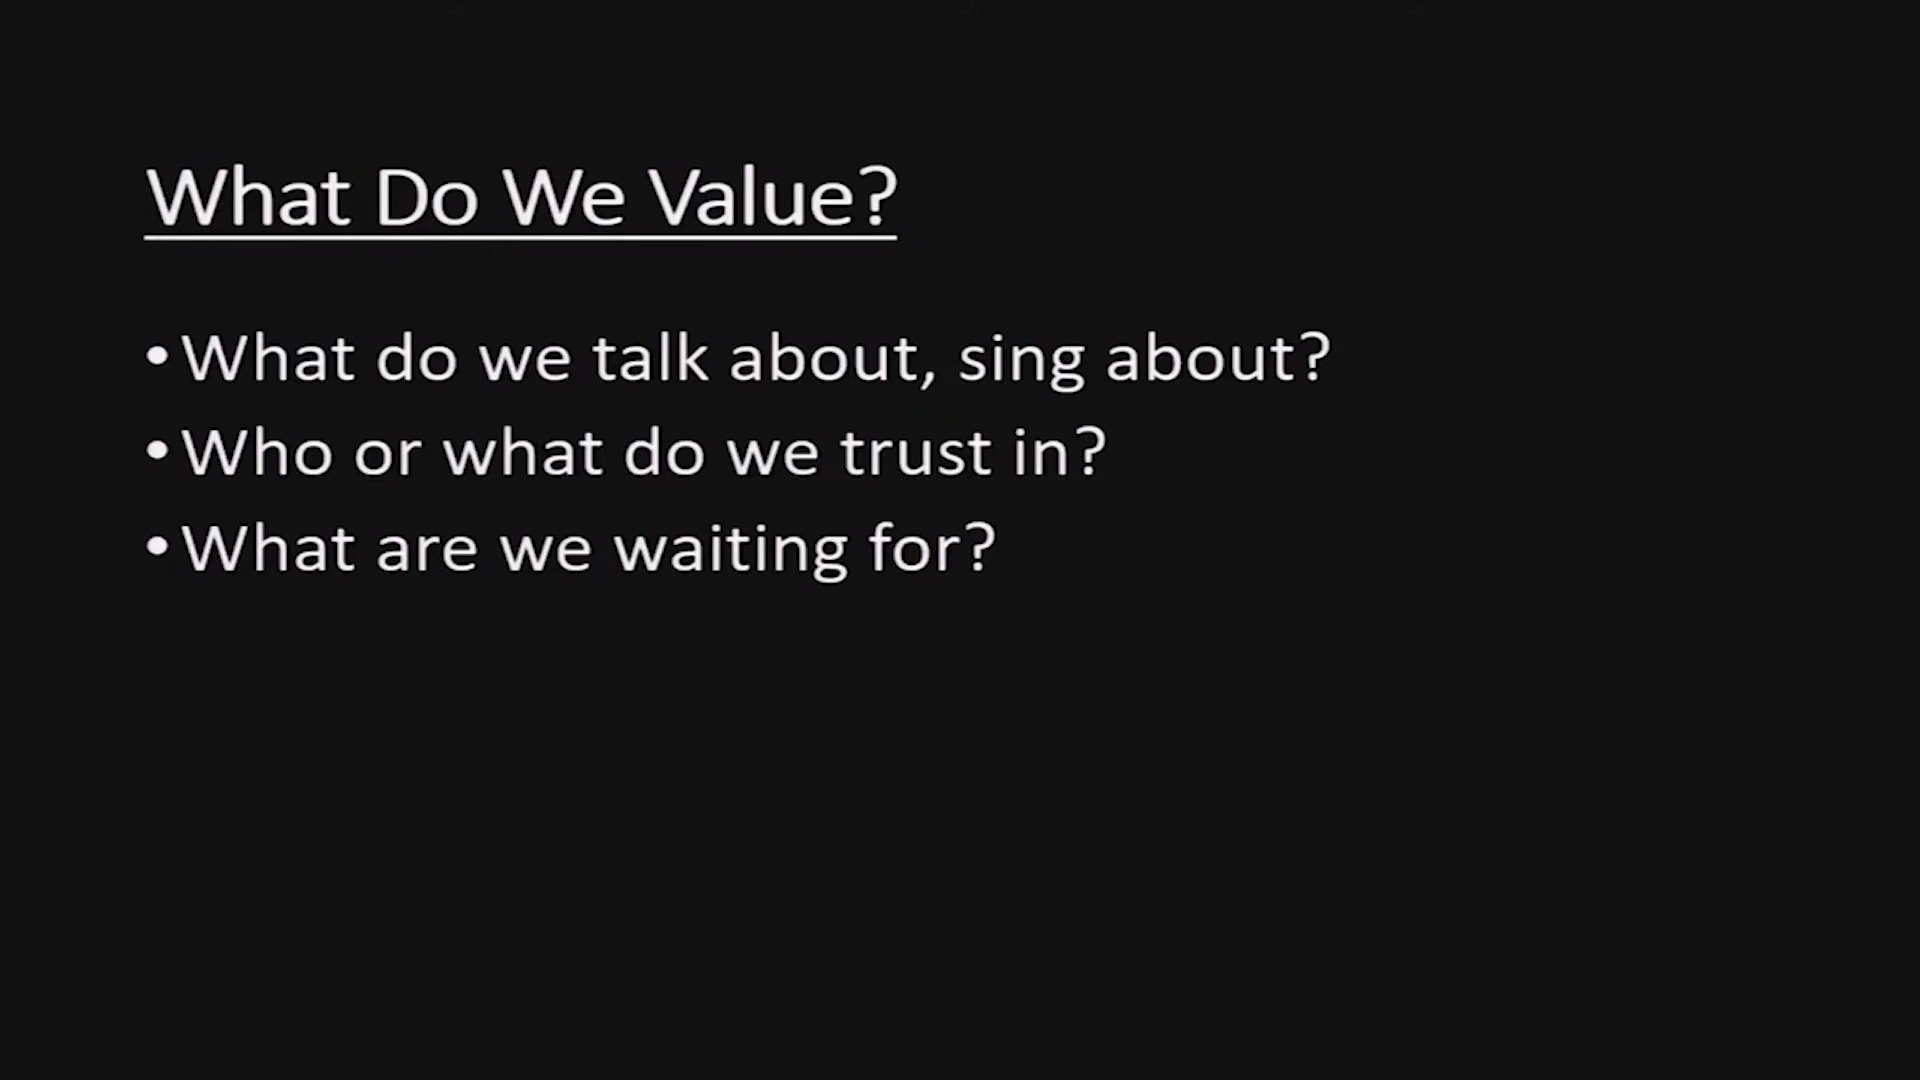 What Do We Value?
• What do we talk about, sing about?
• Who or what do we trust in?
• What are we waiting for?